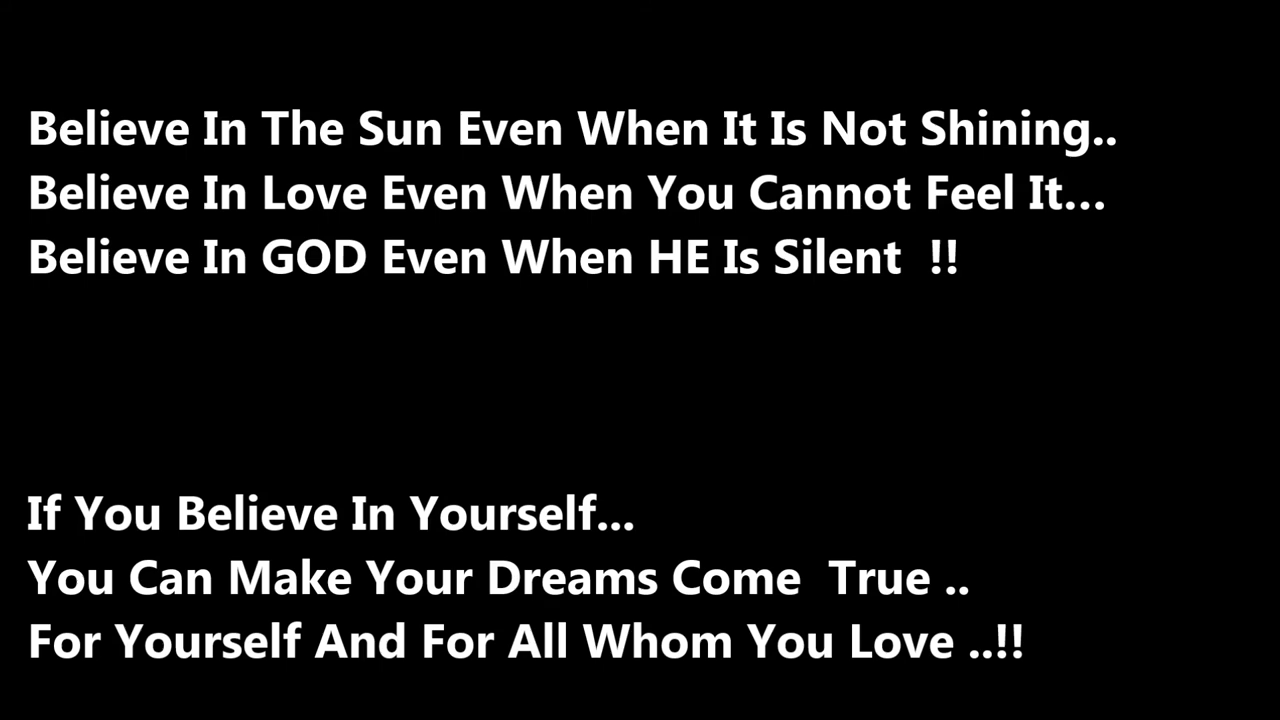 Believe In The Sun Even When It Is Not Shining..
Believe In Love Even When You Cannot Feel It...
Believe In GOD Even When HE Is Silent  !!
If You Believe In Yourself...
You Can Make Your Dreams Come  True ..
For Yourself And For All Whom You Love ..!!